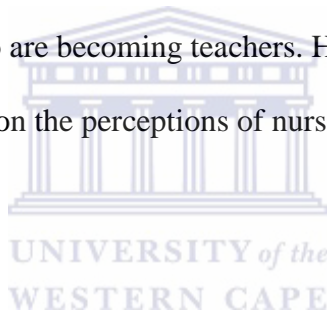 are becoming teachers. H
on the perceptions of nurs
UNIVERSITY of the
WESTERN CAPE